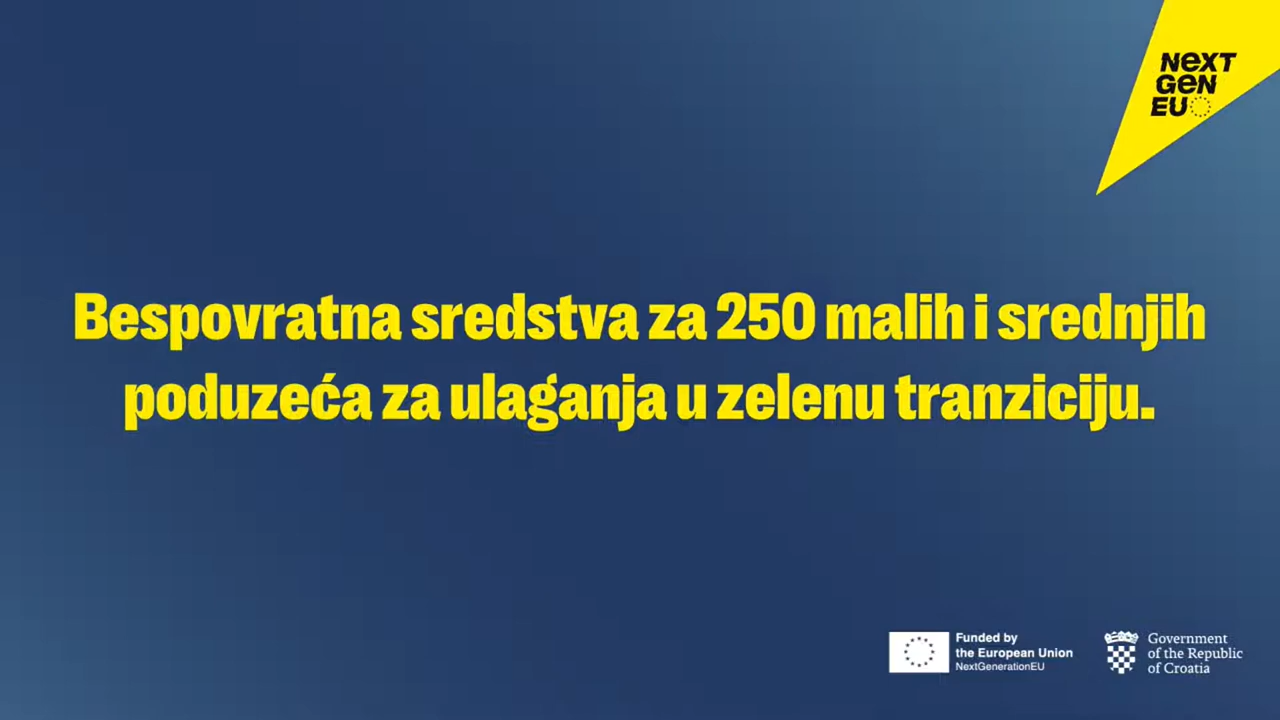 NEXT
GEN
EU
Bespovratna sredstva za 250 malih i srednjih
poduzeća za ulaganja u zelenu tranziciju.
Funded by
the European Union
NextGenerationEU
Government
of the Republic
of Croatia